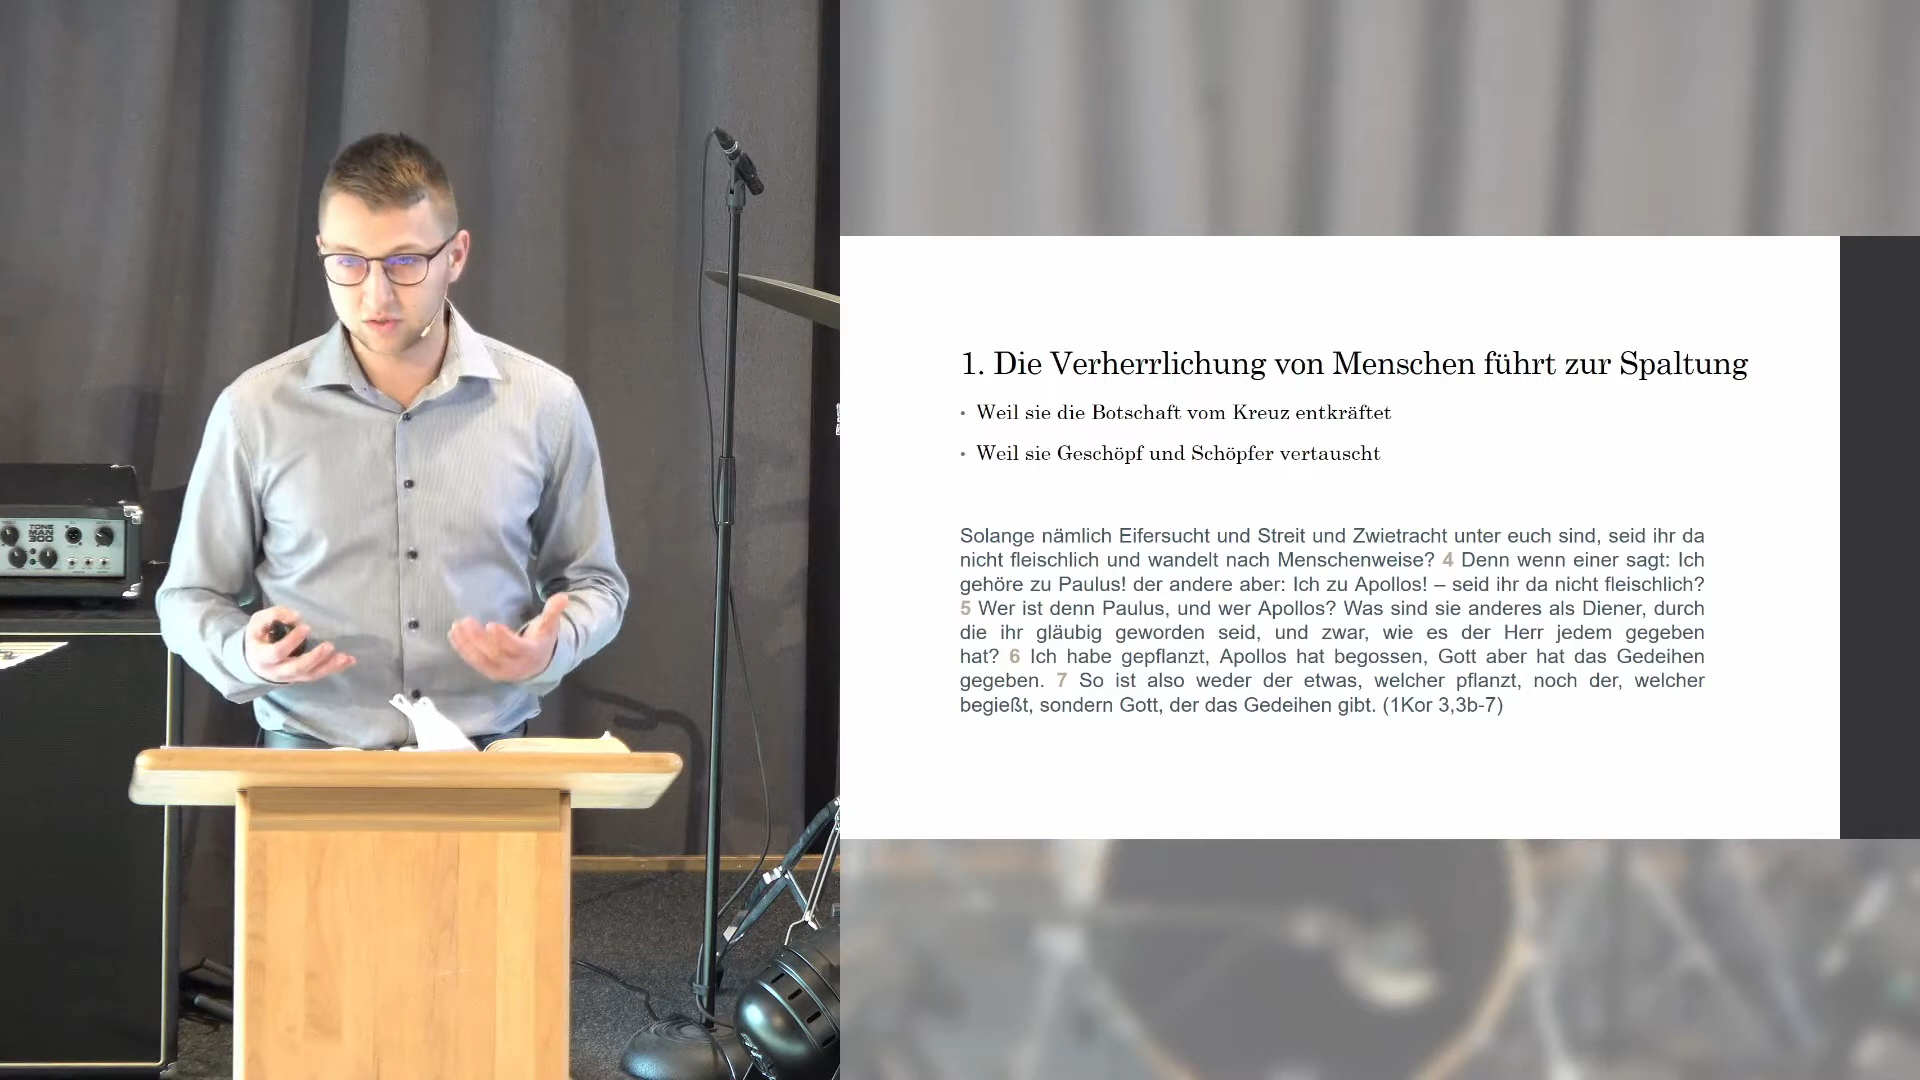 TONE
MAN
300
1. Die Verherrlichung von Menschen führt zur Spaltung
• Weil sie die Botschaft vom Kreuz entkräftet
• Weil sie Geschöpf und Schöpfer vertauscht
Solange nämlich Eifersucht und Streit und Zwietracht unter euch sind, seid ihr da
nicht fleischlich und wandelt nach Menschenweise? 4 Denn wenn einer sagt: Ich
gehöre zu Paulus! der andere aber: Ich zu Apollos! – seid ihr da nicht fleischlich?
5 Wer ist denn Paulus, und wer Apollos? Was sind sie anderes als Diener, durch
die ihr gläubig geworden seid, und zwar, wie es der Herr jedem gegeben
hat? 6 Ich habe gepflanzt, Apollos hat begossen, Gott aber hat das Gedeihen
gegeben. 7 So ist also weder der etwas, welcher pflanzt, noch der, welcher
begießt, sondern Gott, der das Gedeihen gibt. (1Kor 3,3b-7)